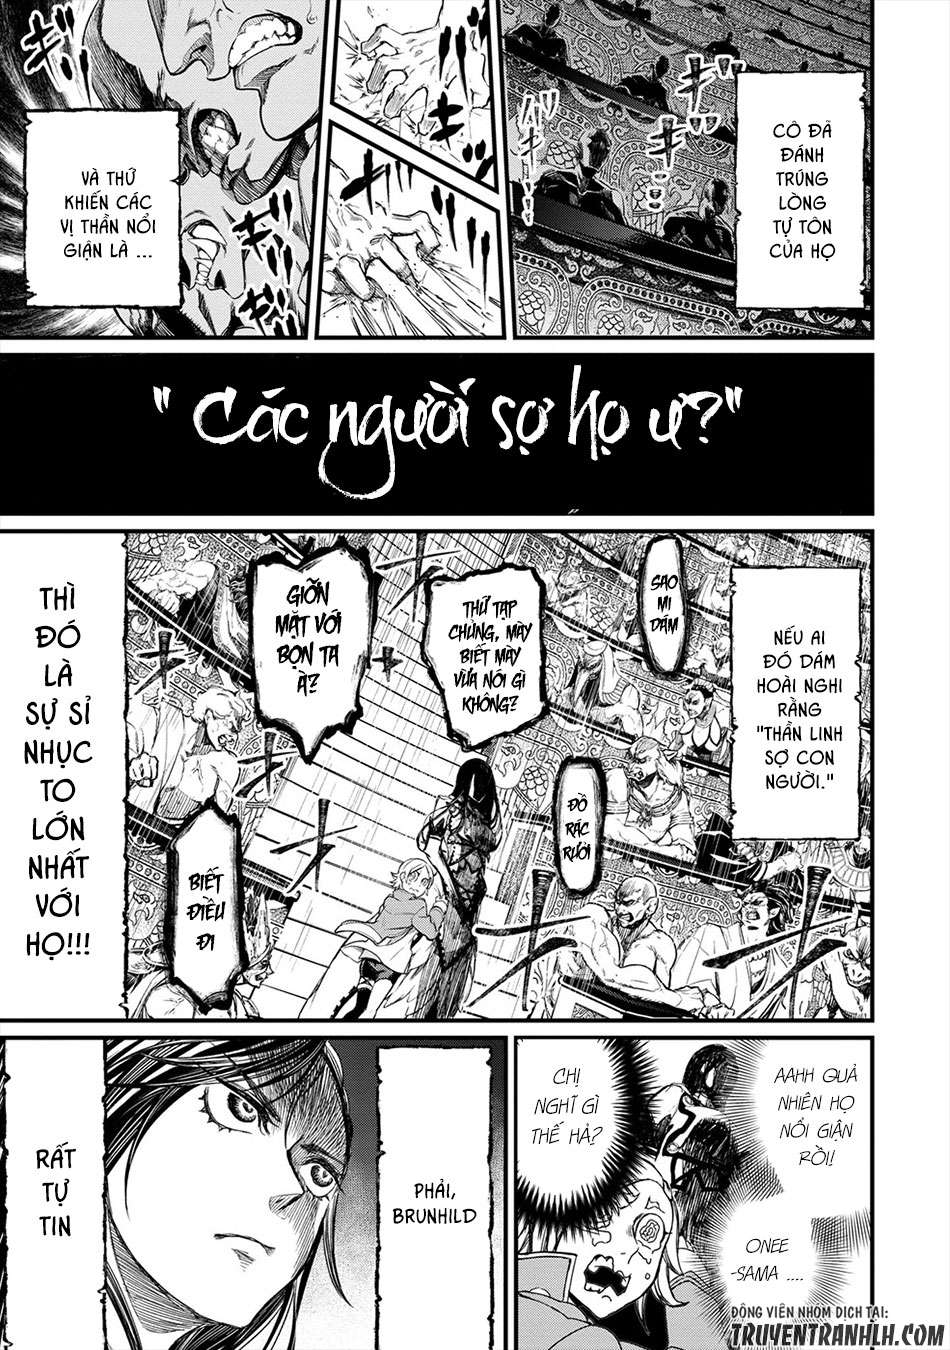 CÔ ĐÃ
ĐÁNH
TRÚNG
LÒNG
TỰ TÔN
CỦA HỌ
VÀ THỨ
KHIẾN CÁC
VỊ THẦN NỔI
GIẬN LÀ ...
"CÁC NGƯỜI SỢ HỌ Ư?"
NẾU AI
ĐÓ DÁM
HOÀI NGHI
RẰNG
"THẦN LINH
SỢ CON
NGƯỜI."
SAO
MI
DÁM
THỨ TẠP
CHỦNG, MÀY
BIẾT MÀY
VỪA NÓI GÌ
KHÔNG?
GIỠN
MẶT VỚI
BỌN TA
À?
ĐỒ
RÁC
RƯỞI
BIẾT
ĐIỀU
ĐI
THÌ
ĐÓ
LÀ
SỰ SỈ
NHỤC
TO
LỚN
NHẤT
VỚI
HỌ!!!
AAHH QUẢ
NHIÊN HỌ
NỔI GIẬN
RỒI!
ONEE
-SAMA ....
CHỊ
NGHĨ GÌ
THẾ HẢ?
PHẢI,
BRUNHILD
RẤT
TỰ
TIN
ĐỘNG VIÊN NHÓM DỊCH TẠI:
TRUYENTRANHLH.COM